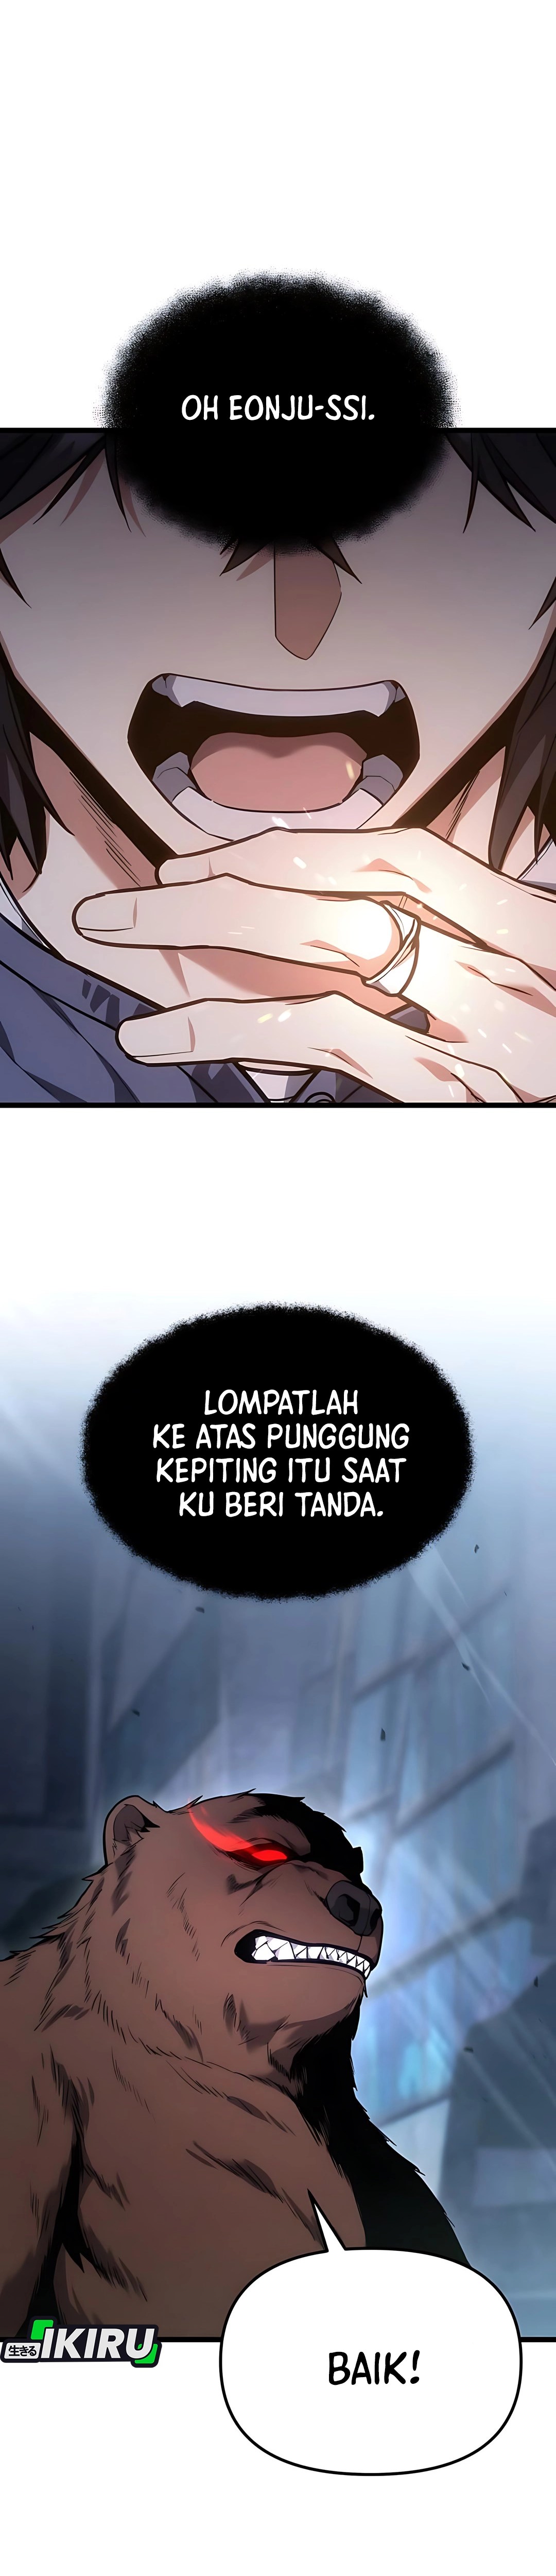 OH EONJU-SSI.
LOMPATLAH
KE ATAS PUNGGUNG
KEPITING ITU SAAT
KU BERI TANDA.
生きる IKIRU
BAIK!